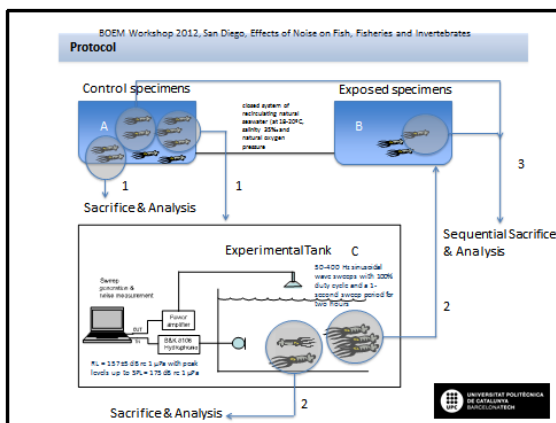 BOEM Workshop 2012, San Diego, Effects of Noise on Fish, Fisheries and Invertebrates
Protocol
Control specimens
Exposed specimens
A
closed system of
recirculating natural
seawater (at 18-20ºC,
salinity 35‰ and
natural oxygen
pressure
B
1
1
3
Sacrifice & Analysis
Sequential Sacrifice
& Analysis
Experimental Tank
C
50-400 Hz sinusoidal
wave sweeps with 100%
duty cycle and a 1-
second sweep period for
two hours
Sweep
generation &
noise measurement
Power
amplifier
OUT
IN
B&K 8106
Hydrophone
RL = 157±5 dB re 1 µPa with peak
levels up to SPL = 175 dB re 1 µPa
2
2
Sacrifice & Analysis
UPC
UNIVERSITAT POLITÈCNICA
DE CATALUNYA
BARCELONATECH